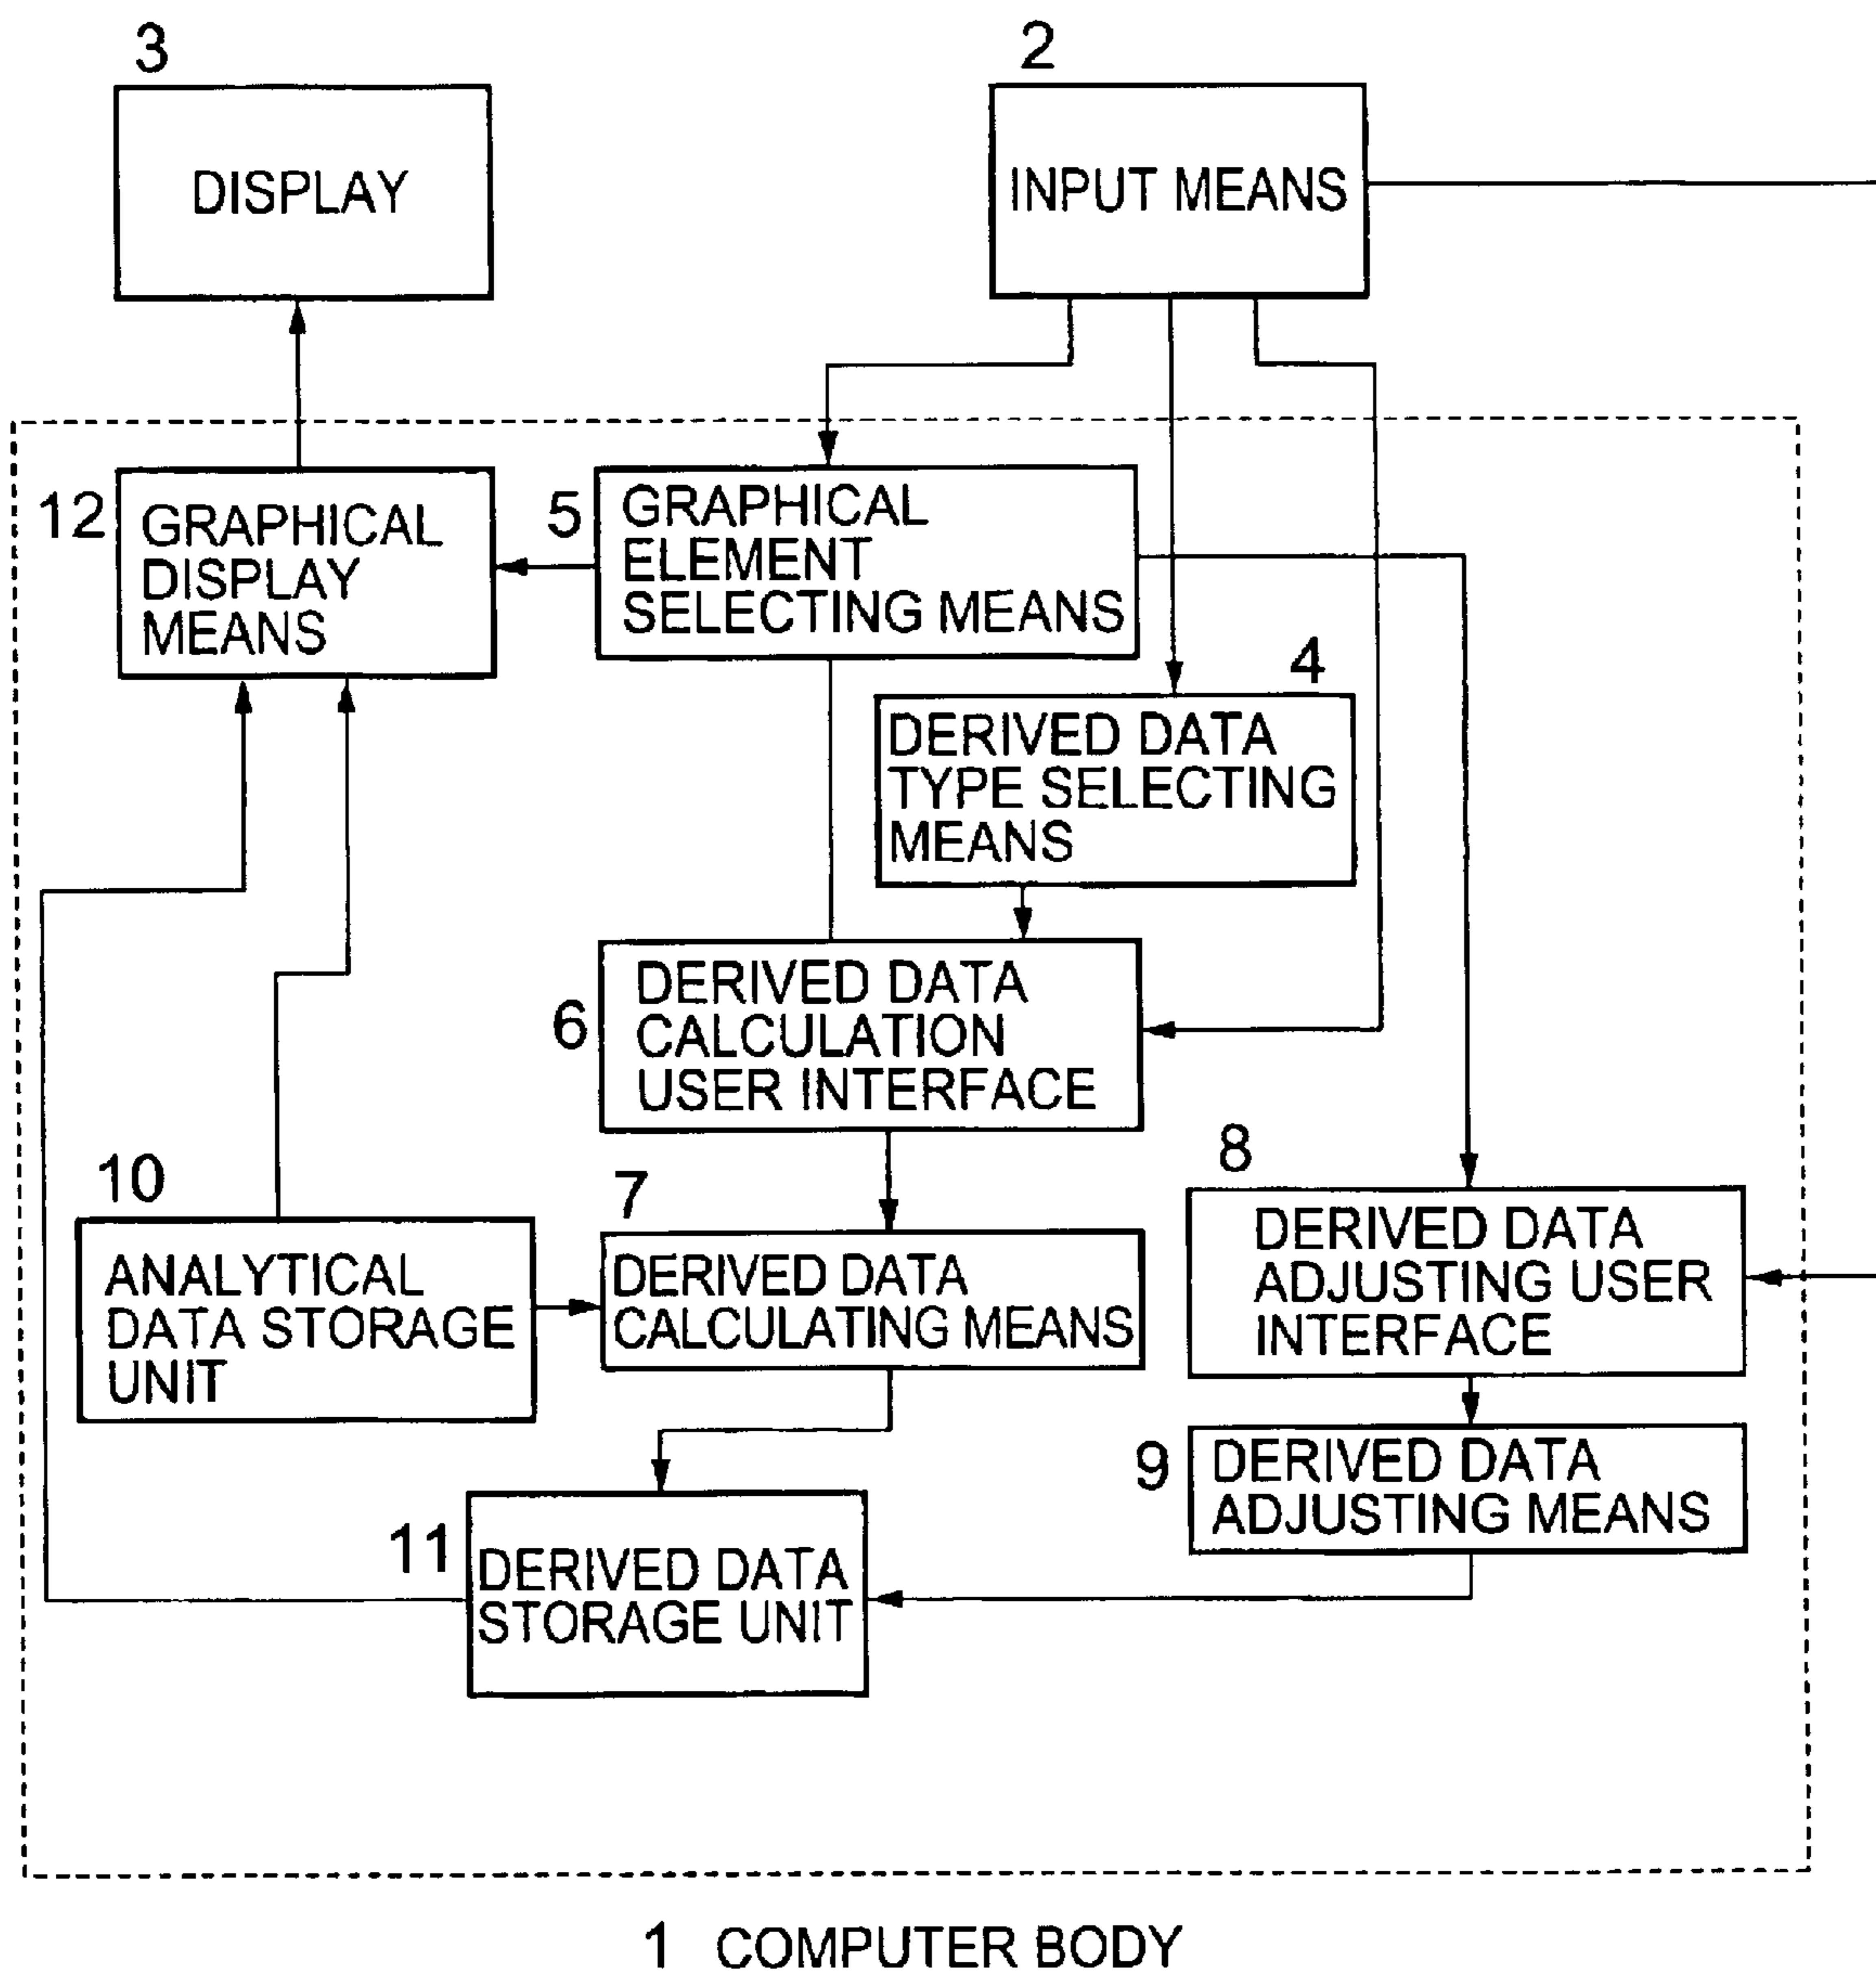 3
DISPLAY
2
INPUT MEANS
12
GRAPHICAL
DISPLAY
MEANS
5
GRAPHICAL
ELEMENT
SELECTING MEANS
4
DERIVED DATA
TYPE SELECTING
MEANS
6
DERIVED DATA
CALCULATION
USER INTERFACE
10
ANALYTICAL
DATA STORAGE
UNIT
7
DERIVED DATA
CALCULATING MEANS
8
DERIVED DATA
ADJUSTING USER
INTERFACE
9
DERIVED DATA
ADJUSTING MEANS
11
DERIVED DATA
STORAGE UNIT
1 COMPUTER BODY